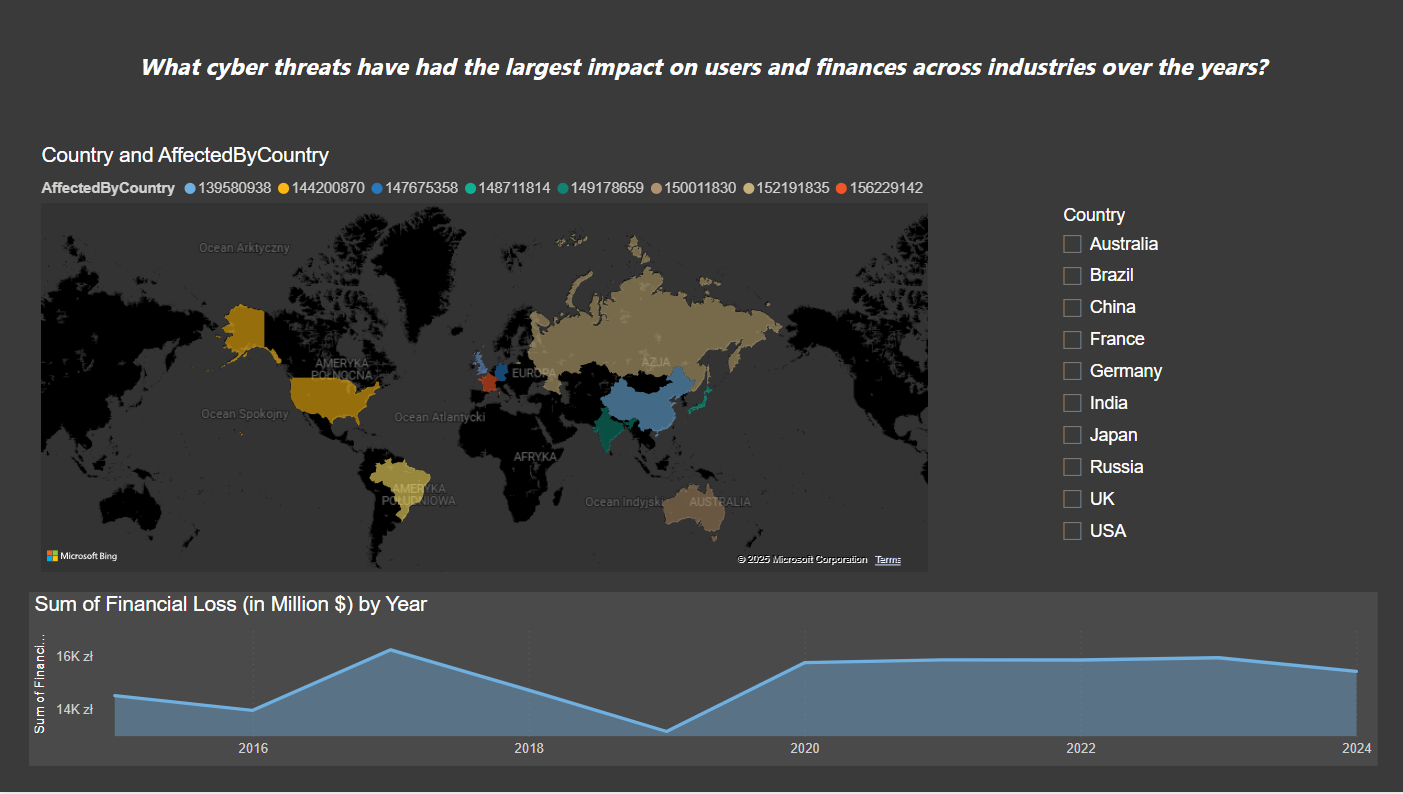 What cyber threats have had the largest impact on users and finances across industries over the years?
Country and AffectedByCountry
AffectedByCountry 139580938 144200870 147675358 148711814 149178659 150011830 152191835 156229142
Ocean Arktyczny
AMERYKA
PÓŁNOCNA
EUROPA
AZJA
Ocean Spokojny
Ocean Atlantycki
AFRYKA
AMERYKA
POŁUDNIOWA
Ocean Indyjski
AUSTRALIA
Microsoft Bing
© 2025 Microsoft Corporation Terms
Country
Australia
Brazil
China
France
Germany
India
Japan
Russia
UK
USA
Sum of Financial Loss (in Million $) by Year
Sum of Financi...
16K zł
14K zł
2016 2018 2020 2022 2024